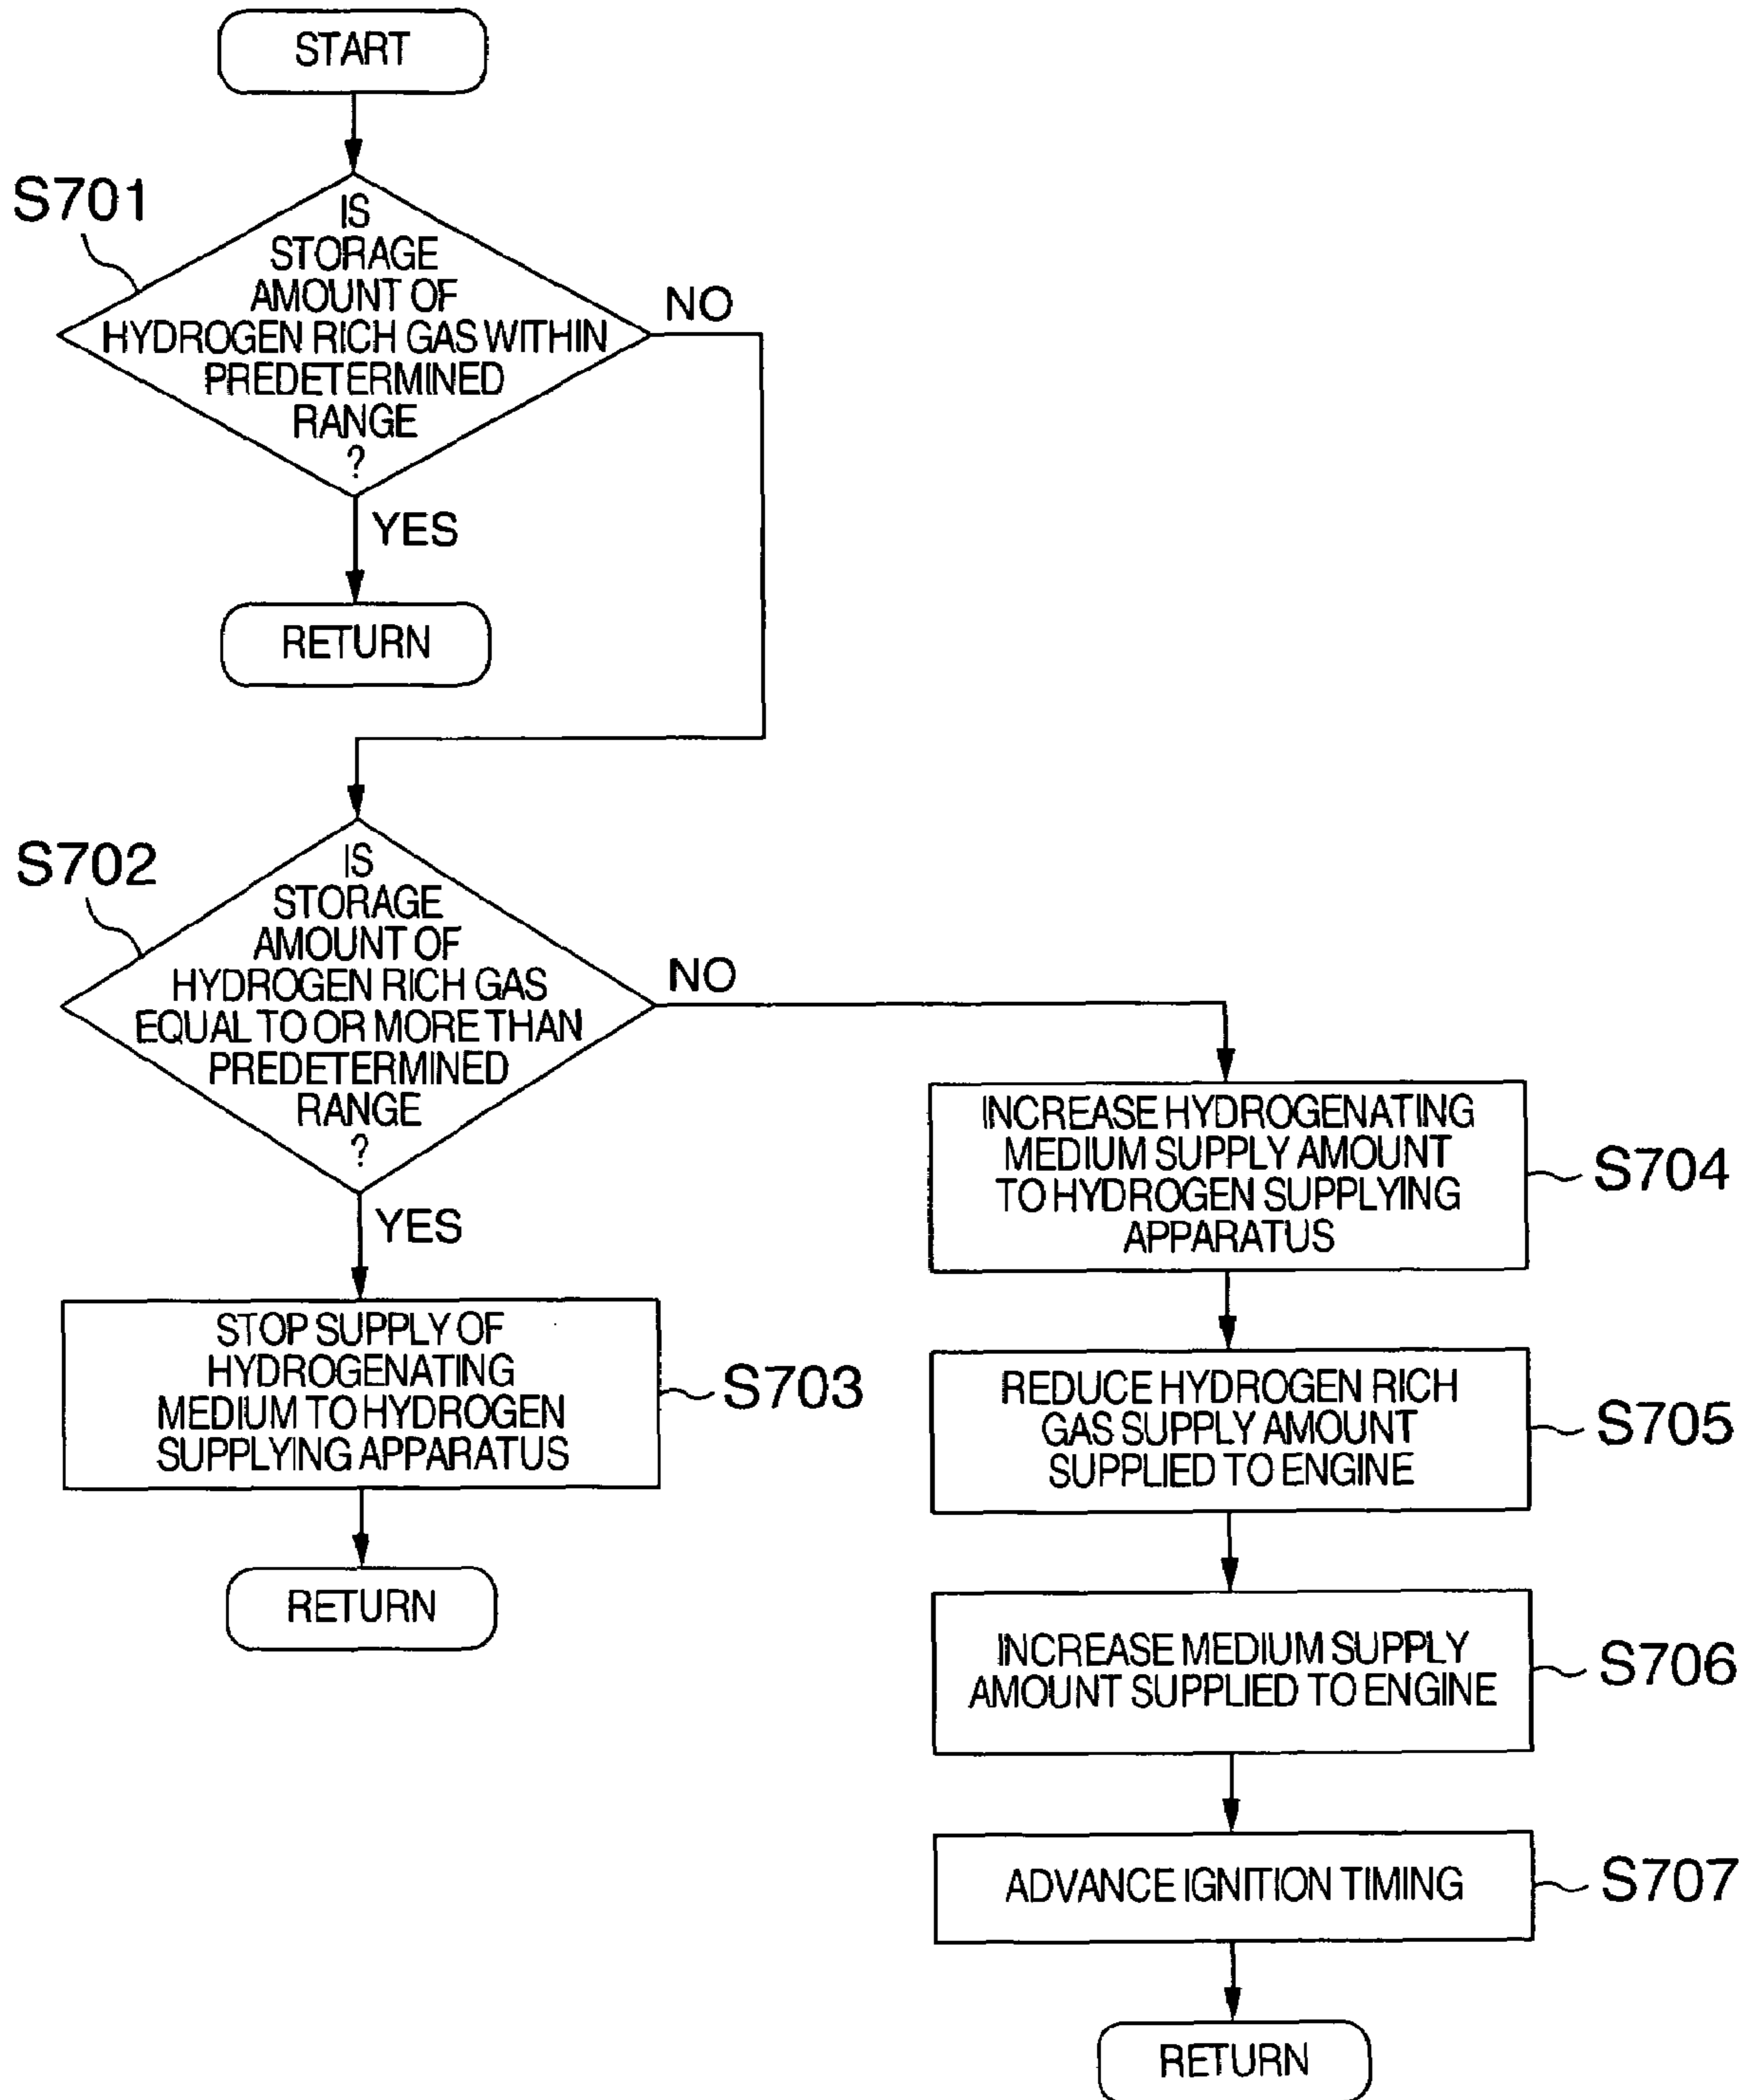 START
S701
IS
STORAGE
AMOUNT OF
HYDROGEN RICH GAS WITHIN
PREDETERMINED
RANGE
?
NO
YES
RETURN
S702
IS
STORAGE
AMOUNT OF
HYDROGEN RICH GAS
EQUAL TO OR MORE THAN
PREDETERMINED
RANGE
?
NO
YES
STOP SUPPLY OF
HYDROGENATING
MEDIUM TO HYDROGEN
SUPPLYING APPARATUS
S703
RETURN
INCREASE HYDROGENATING
MEDIUM SUPPLY AMOUNT
TO HYDROGEN SUPPLYING
APPARATUS
S704
REDUCE HYDROGEN RICH
GAS SUPPLY AMOUNT
SUPPLIED TO ENGINE
S705
INCREASE MEDIUM SUPPLY
AMOUNT SUPPLIED TO ENGINE
S706
ADVANCE IGNITION TIMING
S707
RETURN